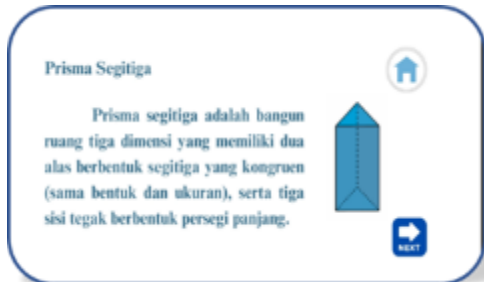 Prisma Segitiga
Prisma segitiga adalah bangun
ruang tiga dimensi yang memiliki dua
alas berbentuk segitiga yang kongruen
(sama bentuk dan ukuran), serta tiga
sisi tegak berbentuk persegi panjang.
NEXT